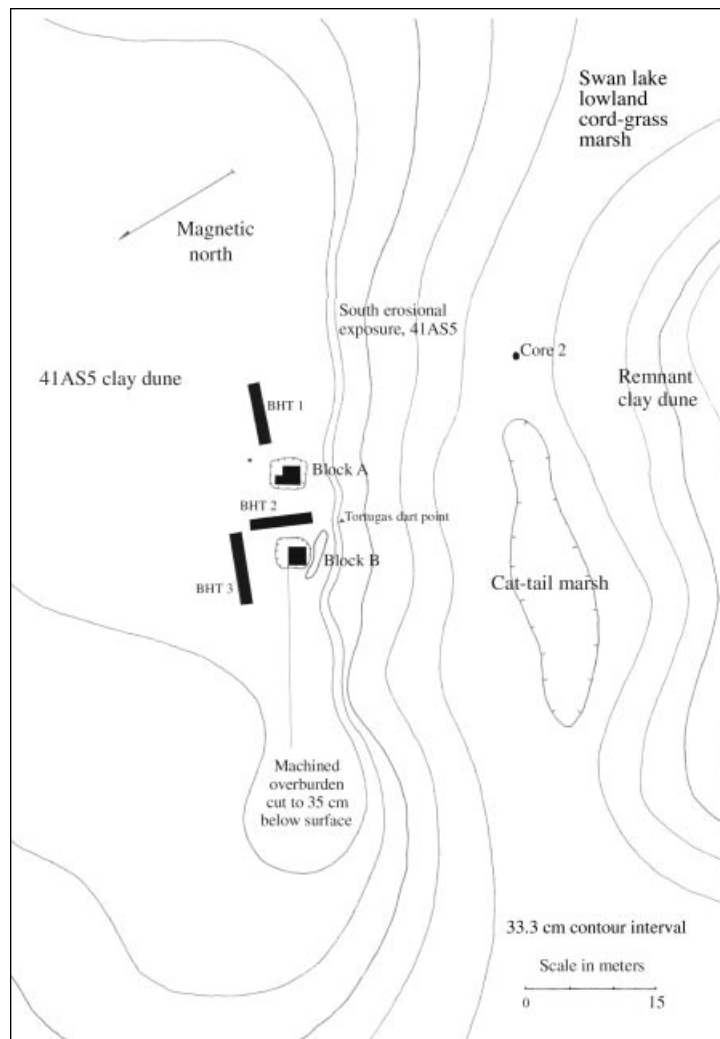 Swan lake
lowland
cord-grass
marsh
Magnetic
north
South erosional
exposure, 41AS5
Core 2
41AS5 clay dune
Remnant
clay dune
BHT 1
Block A
BHT 2
Tortugas dart point
Block B
BHT 3
Cat-tail marsh
Machined
overburden
cut to 35 cm
below surface
33.3 cm contour interval
Scale in meters
0 15